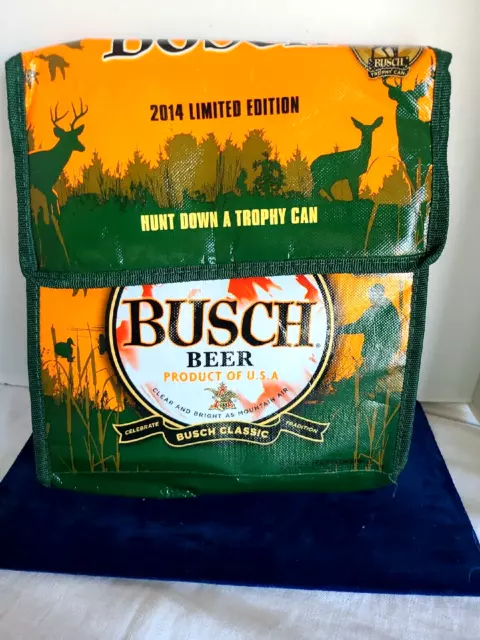 BUSCH
BUSCH
TROPHY CAN
2014 LIMITED EDITION
HUNT DOWN A TROPHY CAN
BUSCH
BEER
PRODUCT OF U.S.A
CLEAR AND BRIGHT AS MOUNTAIN AIR
CELEBRATE
BUSCH CLASSIC
TRADITION